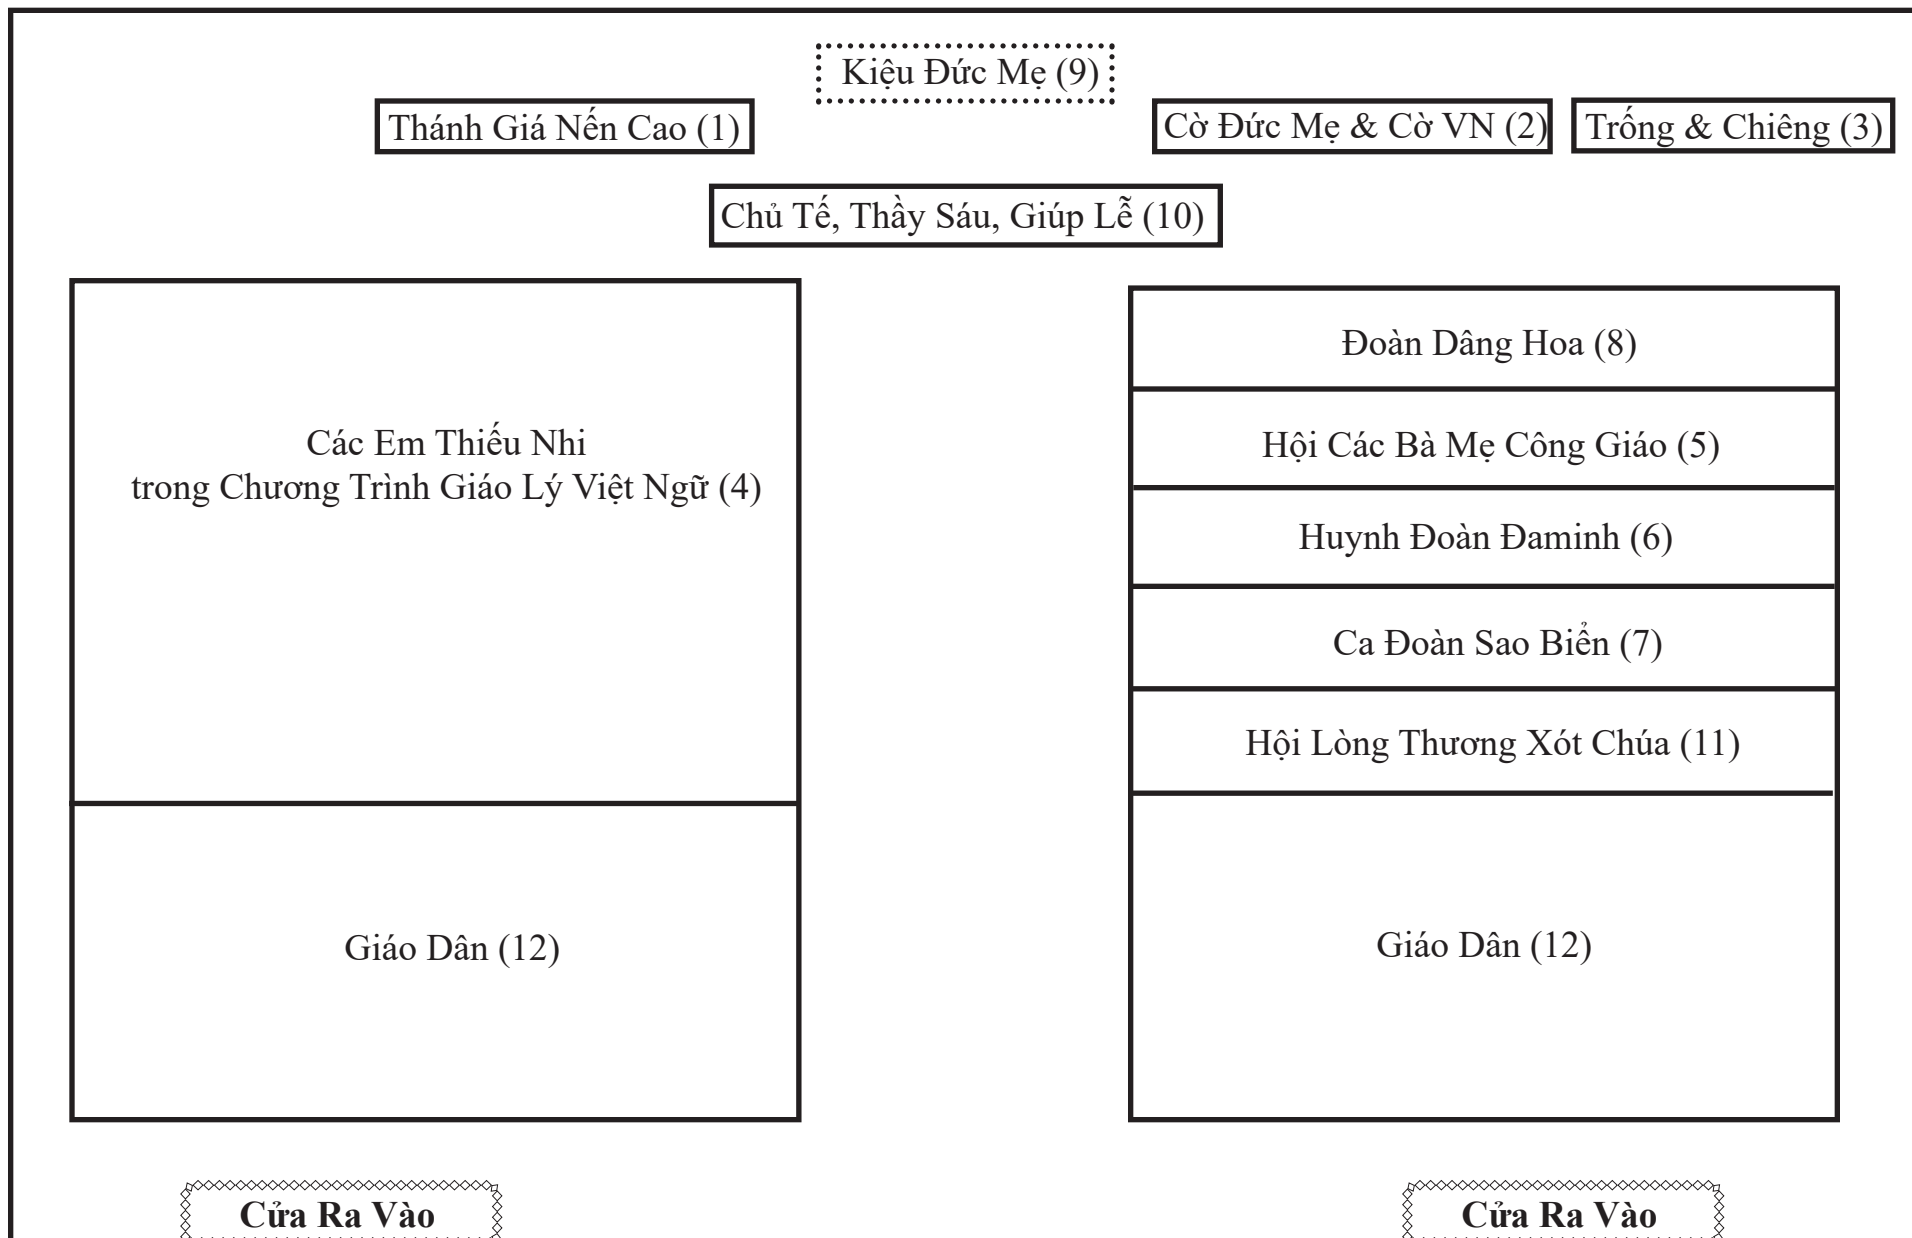 Kiệu Đức Mẹ (9)
Thánh Giá Nến Cao (1)
Cờ Đức Mẹ & Cờ VN (2)
Trống & Chiêng (3)
Chủ Tế, Thầy Sáu, Giúp Lễ (10)
Các Em Thiếu Nhi
trong Chương Trình Giáo Lý Việt Ngữ (4)
Giáo Dân (12)
Đoàn Dâng Hoa (8)
Hội Các Bà Mẹ Công Giáo (5)
Huynh Đoàn Đaminh (6)
Ca Đoàn Sao Biển (7)
Hội Lòng Thương Xót Chúa (11)
Giáo Dân (12)
Cửa Ra Vào
Cửa Ra Vào